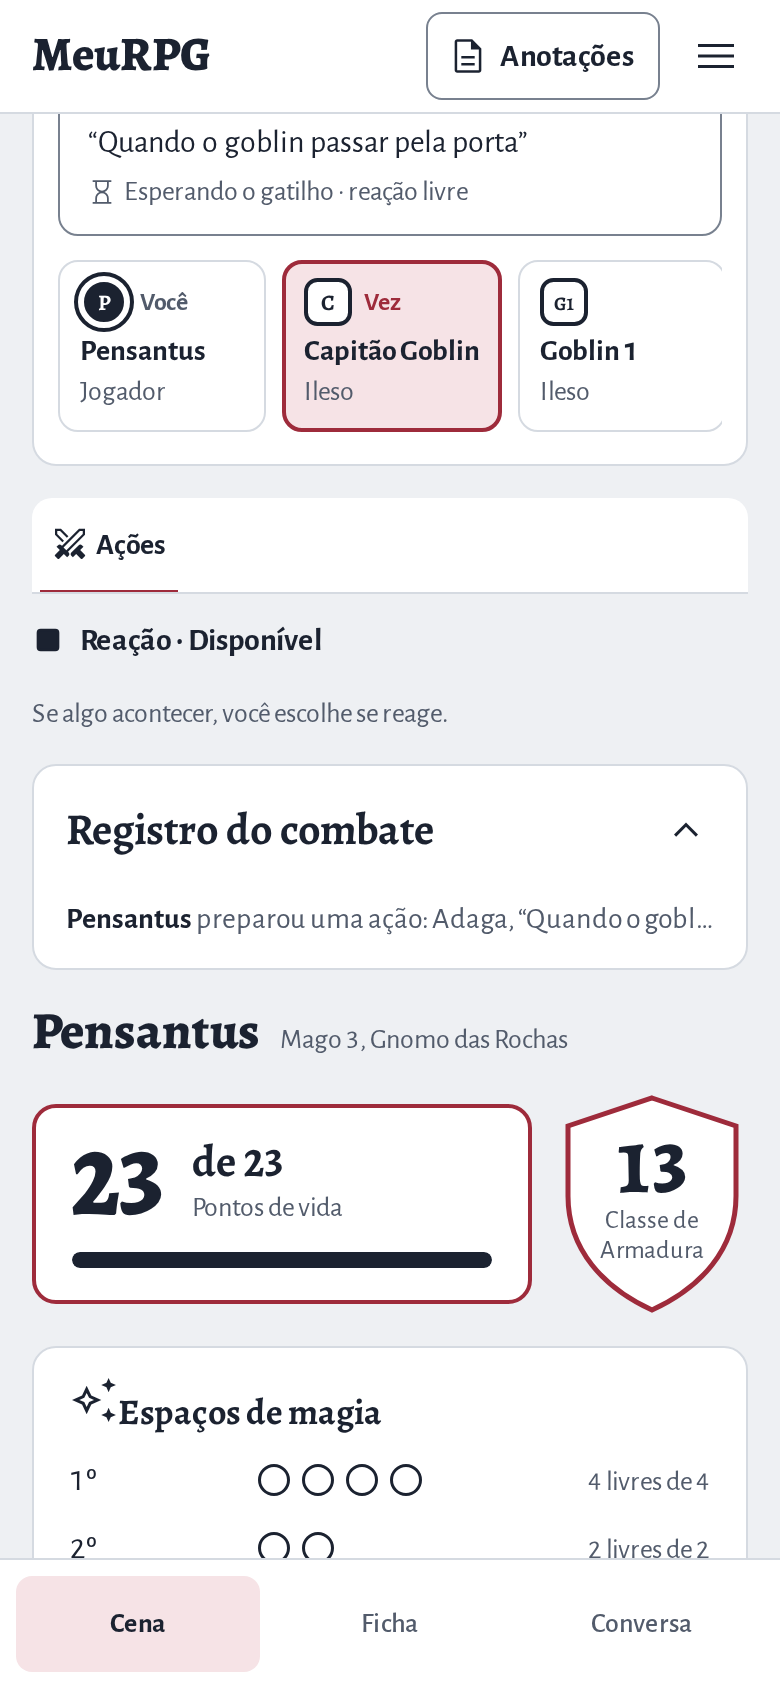 MeuRPG
Anotações
“Quando o goblin passar pela porta”
Esperando o gatilho · reação livre
P Você
Pensantus
Jogador
C Vez
Capitão Goblin
Ileso
G1
Goblin 1
Ileso
Ações
Reação · Disponível
Se algo acontecer, você escolhe se reage.
Registro do combate
Pensantus preparou uma ação: Adaga, “Quando o gobl...
Pensantus Mago 3, Gnomo das Rochas
23 de 23
Pontos de vida
13
Classe de
Armadura
Espaços de magia
1º 4 livres de 4
2º 2 livres de 2
Cena
Ficha
Conversa